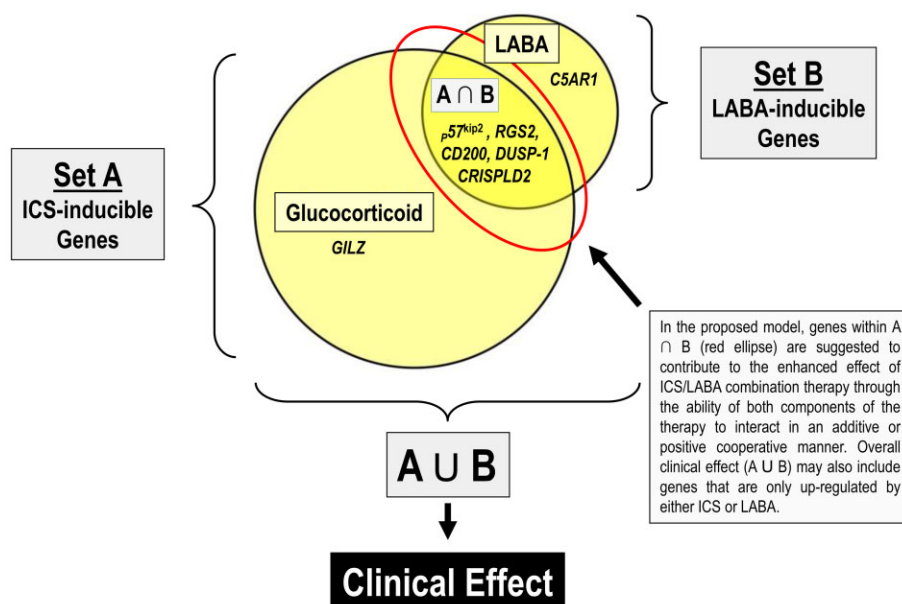 LABA
C5AR1
A ∩ B
p57kip2 , RGS2,
CD200, DUSP-1
CRISPLD2
Set B
LABA-inducible
Genes
Set A
ICS-inducible
Genes
Glucocorticoid
GILZ
In the proposed model, genes within A
∩ B (red ellipse) are suggested to
contribute to the enhanced effect of
ICS/LABA combination therapy through
the ability of both components of the
therapy to interact in an additive or
positive cooperative manner. Overall
clinical effect (A U B) may also include
genes that are only up-regulated by
either ICS or LABA.
A ∪ B
Clinical Effect